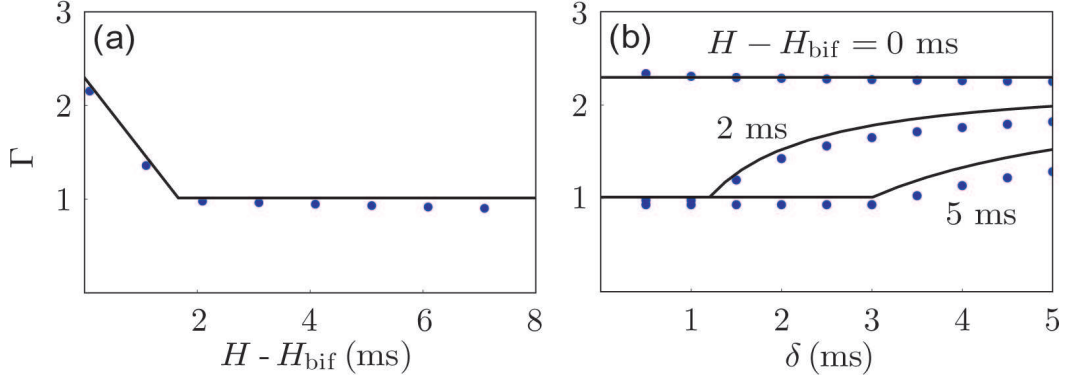 3
(a)
2
Γ
1
2 4 6 8
H - H_bif (ms)
3
(b)
H − H_bif = 0 ms
2
2 ms
1
5 ms
1 2 3 4 5
δ (ms)